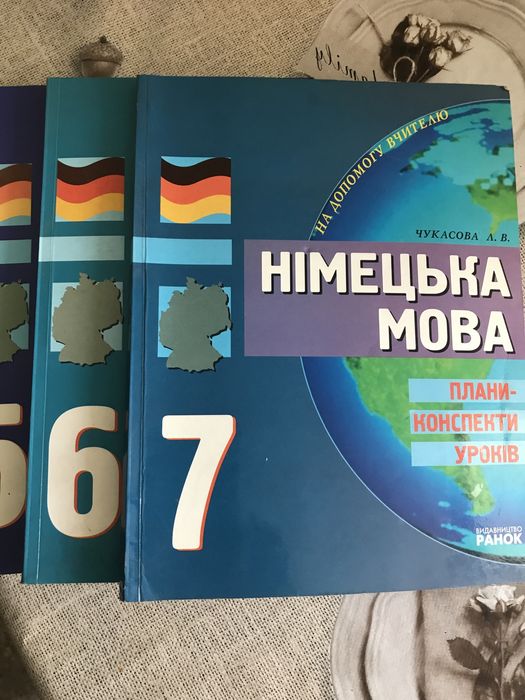 НА ДОПОМОГУ ВЧИТЕЛЮ
ЧУКАСОВА Л. В.
НІМЕЦЬКА
МОВА
ПЛАНИ-
КОНСПЕКТИ
УРОКІВ
5
6
7
ВИДАВНИЦТВО
РАНОК